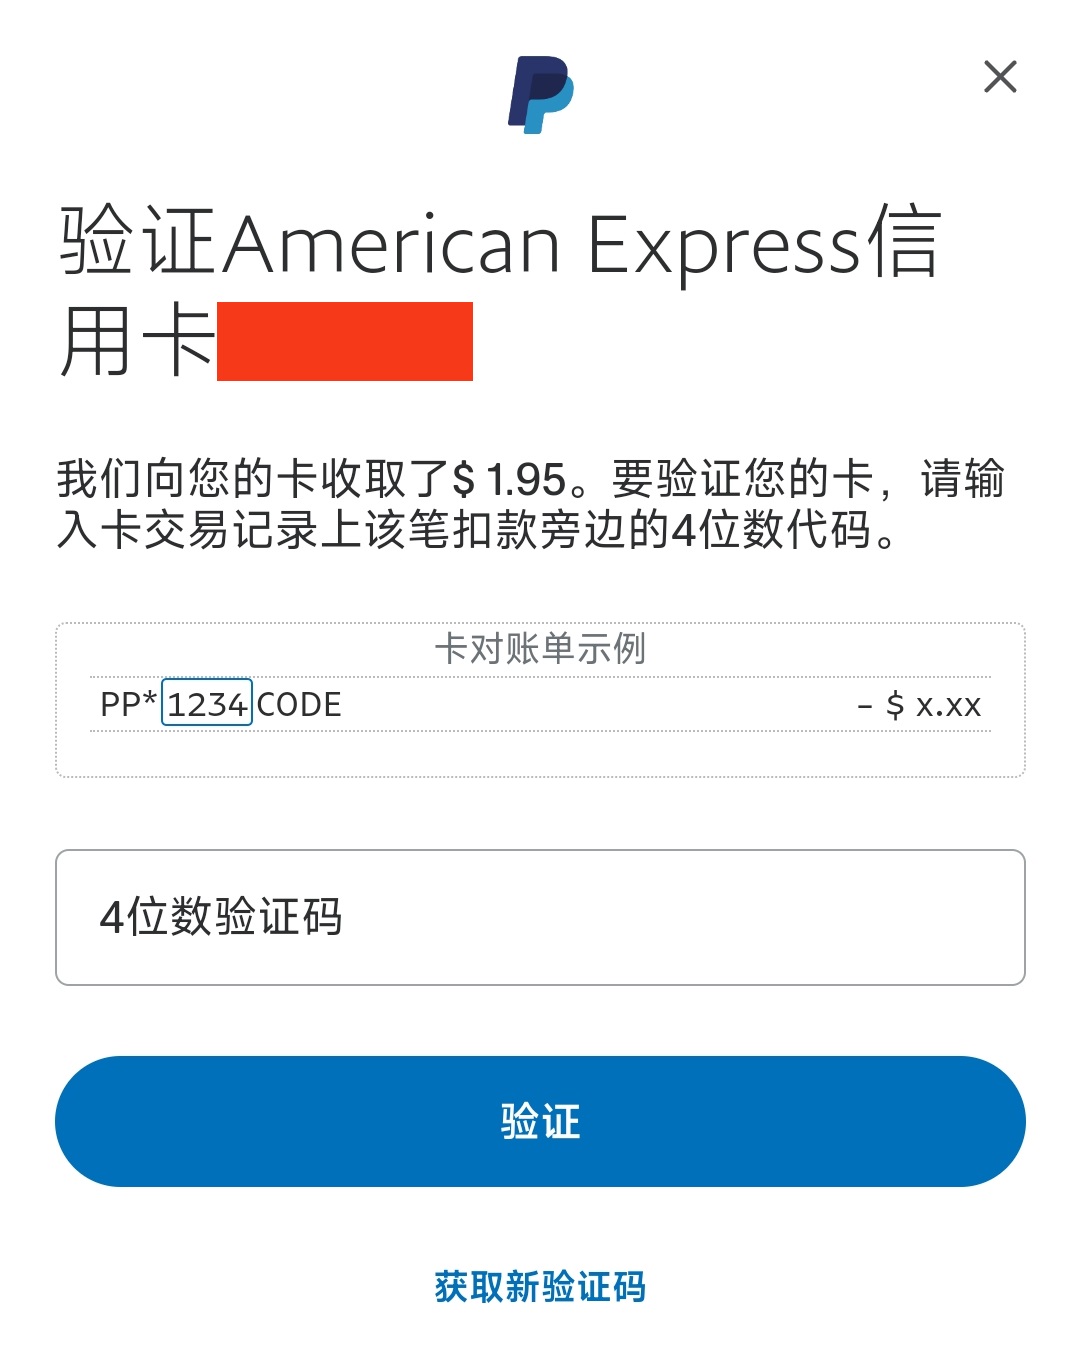 验证American Express信
用卡
我们向您的卡收取了$ 1.95。要验证您的卡，请输
入卡交易记录上该笔扣款旁边的4位数代码。
卡对账单示例
PP*1234CODE – $ x.xx
4位数验证码
验证
获取新验证码